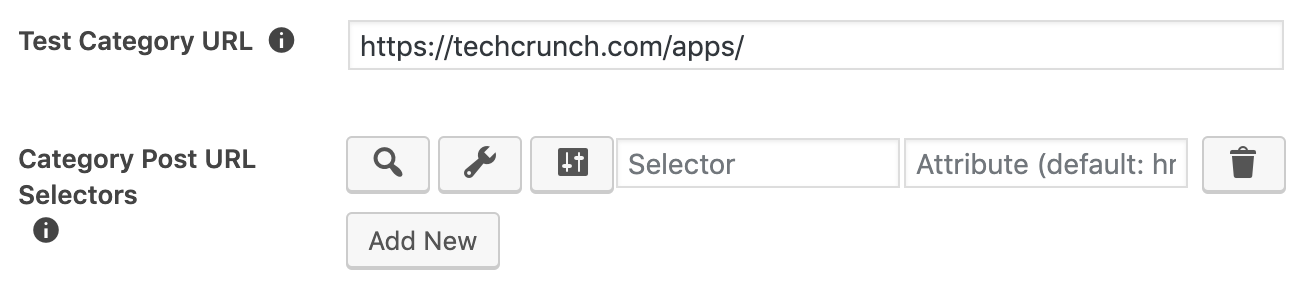 Test Category URL
https://techcrunch.com/apps/
Category Post URL
Selectors
Selector
Attribute (default: hr
Add New